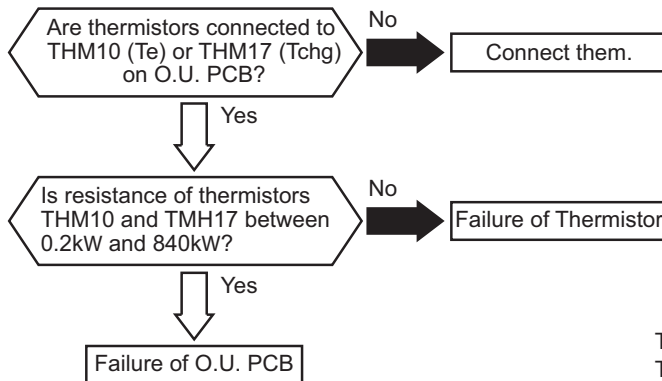 Are thermistors connected to
THM10 (Te) or THM17 (Tchg)
on O.U. PCB?
No
Connect them.
Yes
Is resistance of thermistors
THM10 and TMH17 between
0.2kW and 840kW?
No
Failure of Thermistor
Yes
Failure of O.U. PCB